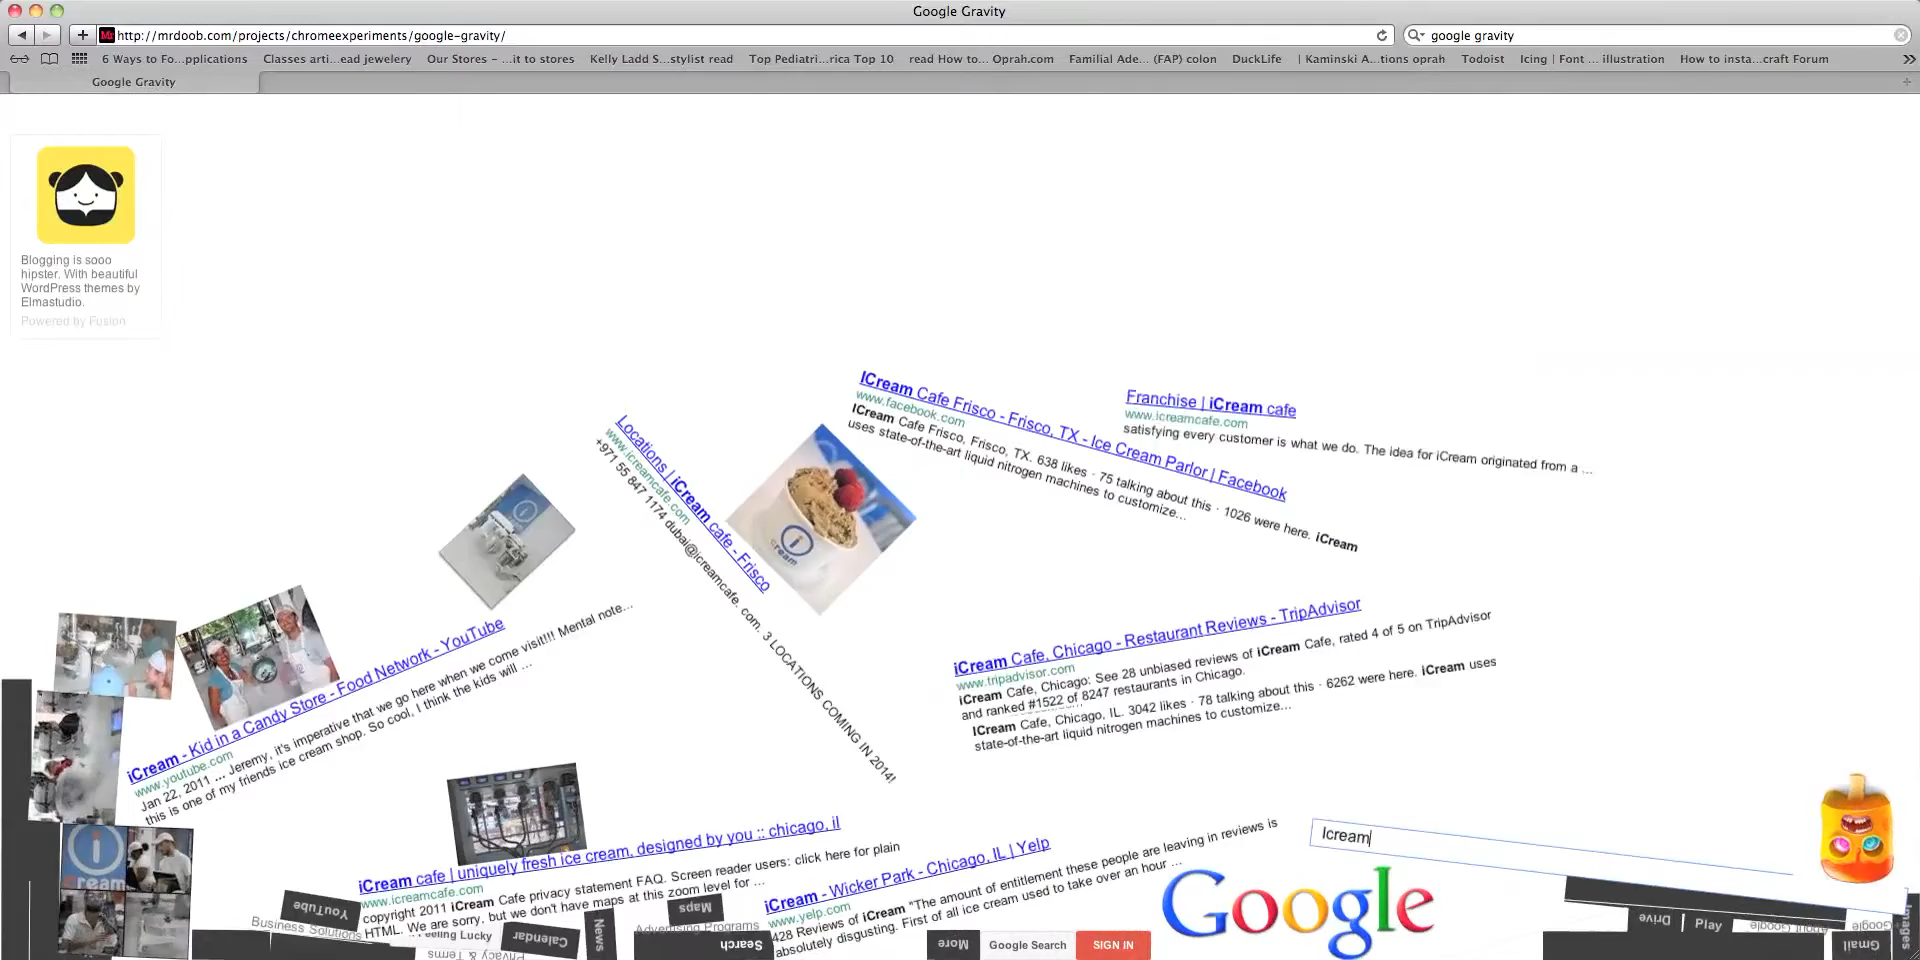 Google Gravity
http://mrdoob.com/projects/chromeexperiments/google-gravity/
google gravity
6 Ways to Fo...pplications
Classes arti...ead jewelery
Our Stores – ...it to stores
Kelly Ladd S...stylist read
Top Pediatri...rica Top 10
read How to... Oprah.com
Familial Ade... (FAP) colon
DuckLife
| Kaminski A...tions oprah
Todoist
Icing | Font ... illustration
How to insta...craft Forum
Google Gravity
Blogging is sooo
hipster. With beautiful
WordPress themes by
Elmastudio.
Powered by Fusion
ICream Cafe Frisco - Frisco, TX - Ice Cream Parlor | Facebook
www.facebook.com
ICream Cafe Frisco, Frisco, TX. 638 likes · 75 talking about this · 1026 were here. iCream
uses state-of-the-art liquid nitrogen machines to customize...
Franchise | iCream cafe
www.icreamcafe.com
satisfying every customer is what we do. The idea for iCream originated from a ...
Locations | iCream cafe - Frisco
www.icreamcafe.com
+971 55 847 1174 dubai@icreamcafe. com. 3 LOCATIONS COMING IN 2014!
i
cream
iCream - Kid in a Candy Store - Food Network - YouTube
www.youtube.com
Jan 22, 2011 ... Jeremy, it's imperative that we go here when we come visit!!! Mental note...
this is one of my friends ice cream shop. So cool, I think the kids will ...
iCream Cafe, Chicago - Restaurant Reviews - TripAdvisor
www.tripadvisor.com
iCream Cafe, Chicago: See 28 unbiased reviews of iCream Cafe, rated 4 of 5 on TripAdvisor
and ranked #1522 of 8247 restaurants in Chicago.
ICream Cafe, Chicago, IL. 3042 likes · 78 talking about this · 6262 were here. iCream uses
state-of-the-art liquid nitrogen machines to customize...
iCream cafe | uniquely fresh ice cream, designed by you :: chicago, il
www.icreamcafe.com
copyright 2011 iCream Cafe privacy statement FAQ. Screen reader users: click here for plain
HTML. We are sorry, but we don't have maps at this zoom level for ...
iCream - Wicker Park - Chicago, IL | Yelp
www.yelp.com
428 Reviews of iCream "The amount of entitlement these people are leaving in reviews is
absolutely disgusting. First of all ice cream used to take over an hour ...
Icream
Google
i
cream
YouTube
Business Solutions
Feeling Lucky
Calendar
Privacy & Terms
News
Maps
Advertising Programs
Search
More
Google Search
SIGN IN
Drive
Play
About Google
Google+
Gmail
Images